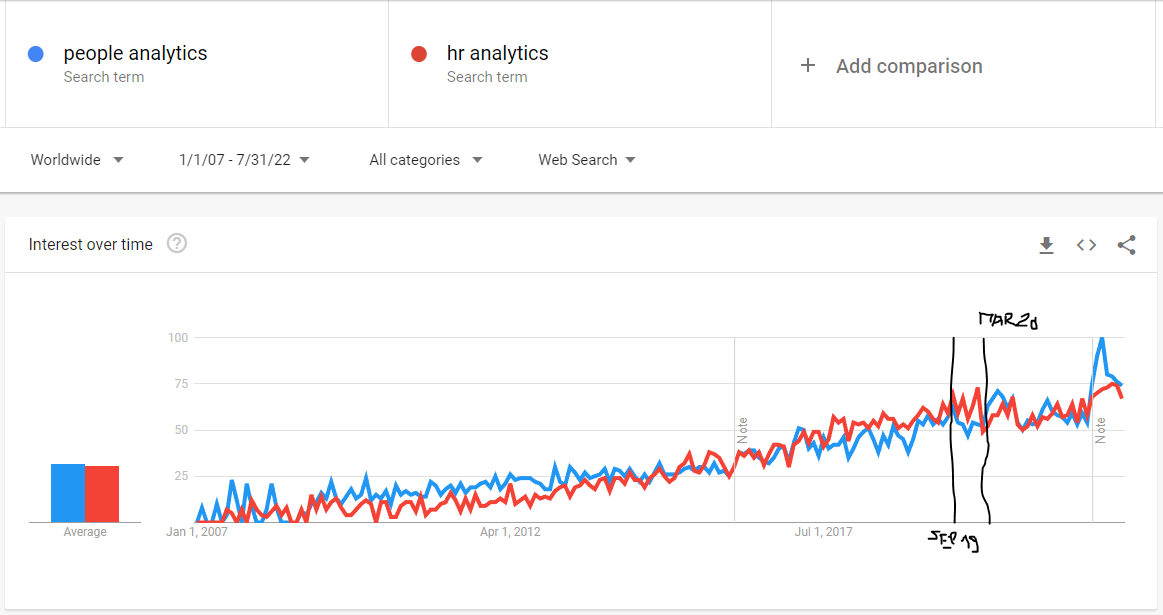 people analytics
Search term
hr analytics
Search term
+ Add comparison
Worldwide
1/1/07 - 7/31/22
All categories
Web Search
Interest over time
?
MAR20
100
75
50
25
Note
Note
Average
Jan 1, 2007
Apr 1, 2012
Jul 1, 2017
SEP 19